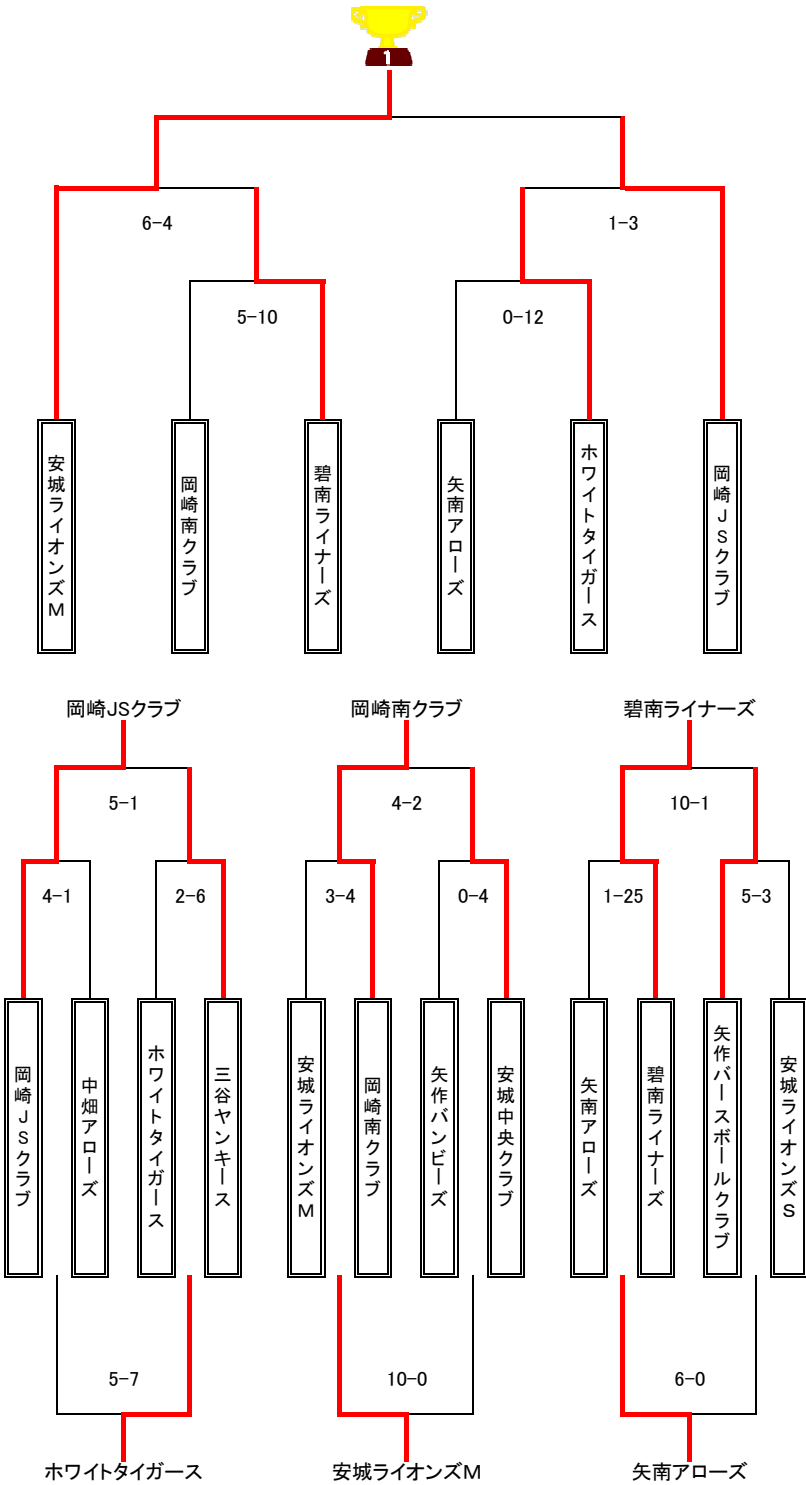 1
6-4
1-3
5-10
0-12
安城ライオンズM
岡崎南クラブ
碧南ライナーズ
矢南アローズ
ホワイトタイガース
岡崎JSクラブ
岡崎JSクラブ
岡崎南クラブ
碧南ライナーズ
5-1
4-2
10-1
4-1
2-6
3-4
0-4
1-25
5-3
岡崎JSクラブ
中畑アローズ
ホワイトタイガース
三谷ヤンキース
安城ライオンズM
岡崎南クラブ
矢作バンビーズ
安城中央クラブ
矢南アローズ
碧南ライナーズ
矢作バースボールクラブ
安城ライオンズS
5-7
10-0
6-0
ホワイトタイガース
安城ライオンズM
矢南アローズ